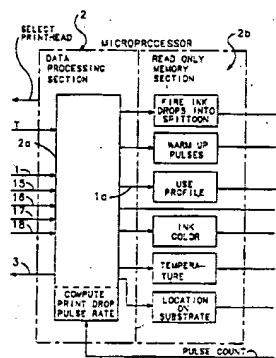 SELECT
PRINTHEAD
2
MICROPROCESSOR
2b
DATA
PROCESSING
SECTION
READ ONLY
MEMORY
SECTION
T
2a
FIRE INK
DROPS INTO
SPITTOON
WARM UP
PULSES
1
15
16
17
18
1a
USE
PROFILE
INK
COLOR
3
TEMPERA-
TURE
COMPUTE
PRINT DROP
PULSE RATE
LOCATION
ON
SUBSTRATE
PULSE COUNT